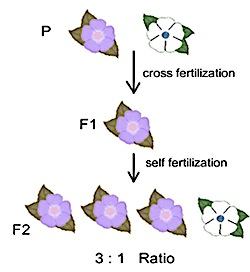 P
cross fertilization
F1
self fertilization
F2
3 : 1 Ratio